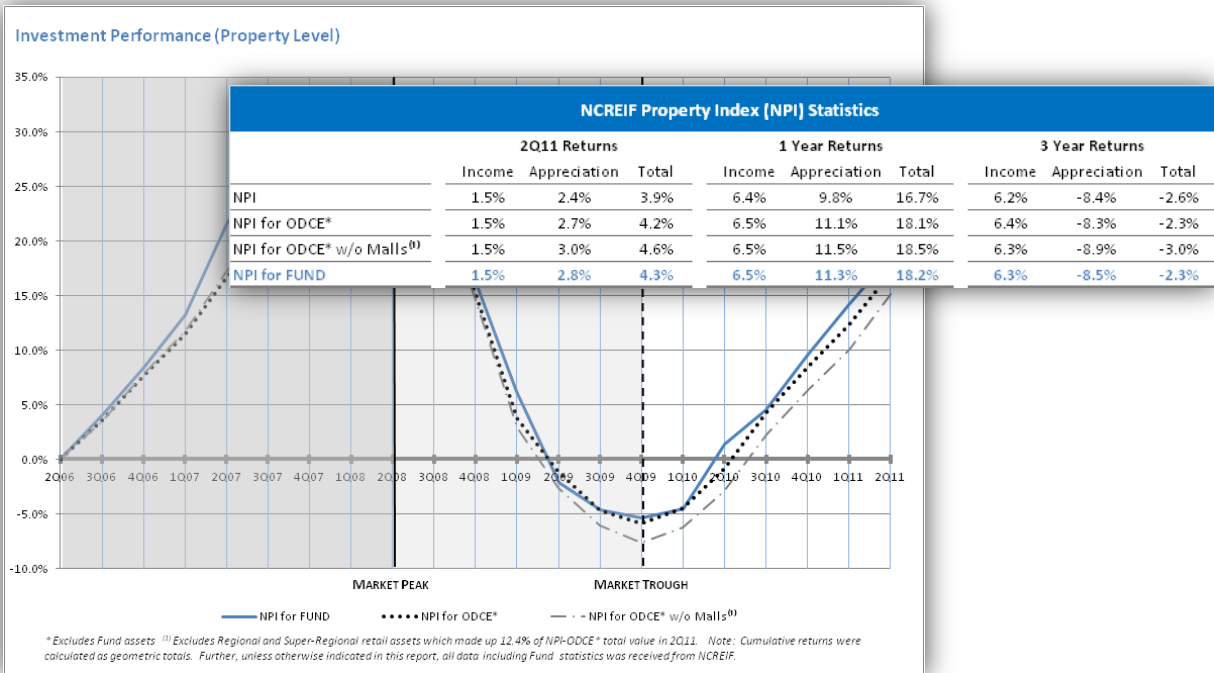 Investment Performance (Property Level)
35.0%
30.0%
25.0%
20.0%
15.0%
10.0%
5.0%
0.0%
-5.0%
-10.0%
NCREIF Property Index (NPI) Statistics
2Q11 Returns 1 Year Returns 3 Year Returns
Income Appreciation Total Income Appreciation Total Income Appreciation Total
NPI 1.5% 2.4% 3.9% 6.4% 9.8% 16.7% 6.2% -8.4% -2.6%
NPI for ODCE* 1.5% 2.7% 4.2% 6.5% 11.1% 18.1% 6.4% -8.3% -2.3%
NPI for ODCE* w/o Malls(1) 1.5% 3.0% 4.6% 6.5% 11.5% 18.5% 6.3% -8.9% -3.0%
NPI for FUND 1.5% 2.8% 4.3% 6.5% 11.3% 18.2% 6.3% -8.5% -2.3%
2Q06 3Q06 4Q06 1Q07 2Q07 3Q07 4Q07 1Q08 2Q08 3Q08 4Q08 1Q09 2Q09 3Q09 4Q09 1Q10 2Q10 3Q10 4Q10 1Q11 2Q11
MARKET PEAK MARKET TROUGH
NPI for FUND NPI for ODCE* NPI for ODCE* w/o Malls(1)
* Excludes Fund assets (1) Excludes Regional and Super-Regional retail assets which made up 12.4% of NPI-ODCE* total value in 2Q11. Note: Cumulative returns were
calculated as geometric totals. Further, unless otherwise indicated in this report, all data including Fund statistics was received from NCREIF.